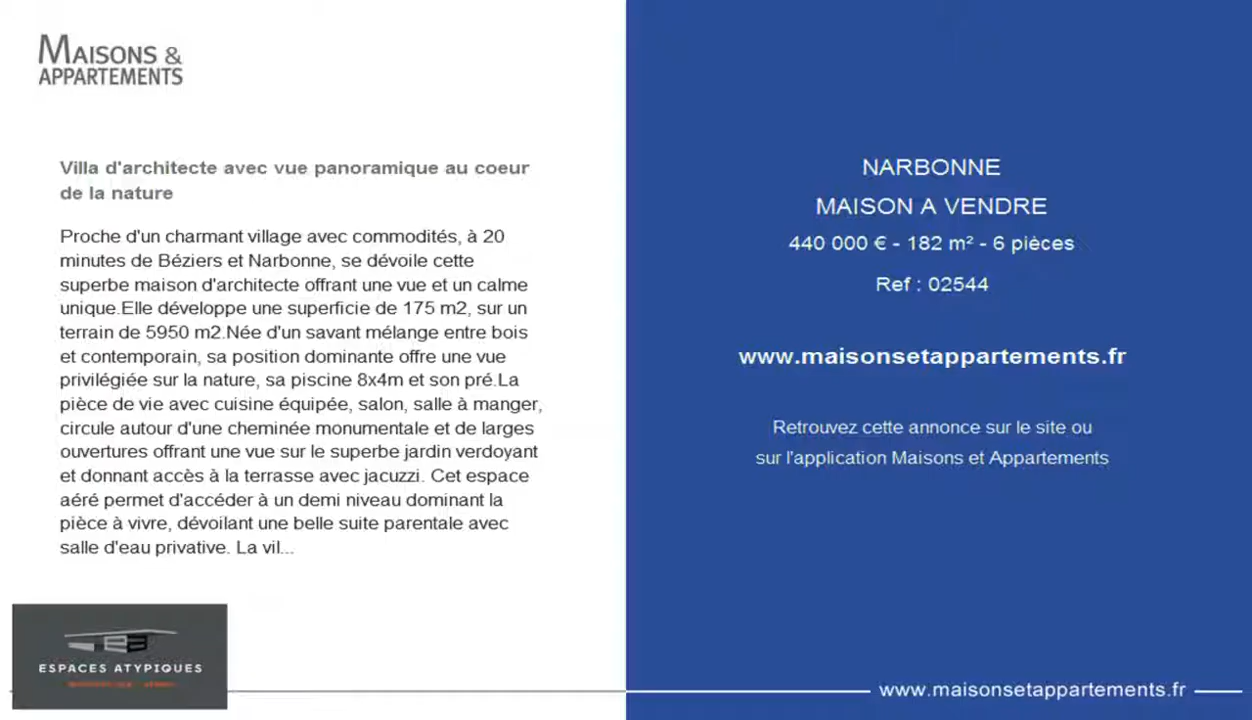 MAISONS &
APPARTEMENTS
Villa d'architecte avec vue panoramique au coeur
de la nature
Proche d'un charmant village avec commodités, à 20
minutes de Béziers et Narbonne, se dévoile cette
superbe maison d'architecte offrant une vue et un calme
unique.Elle développe une superficie de 175 m2, sur un
terrain de 5950 m2.Née d'un savant mélange entre bois
et contemporain, sa position dominante offre une vue
privilégiée sur la nature, sa piscine 8x4m et son pré.La
pièce de vie avec cuisine équipée, salon, salle à manger,
circule autour d'une cheminée monumentale et de larges
ouvertures offrant une vue sur le superbe jardin verdoyant
et donnant accès à la terrasse avec jacuzzi. Cet espace
aéré permet d'accéder à un demi niveau dominant la
pièce à vivre, dévoilant une belle suite parentale avec
salle d'eau privative. La vil...
ESPACES ATYPIQUES
NARBONNE
MAISON A VENDRE
440 000 € - 182 m² - 6 pièces
Ref : 02544
www.maisonsetappartements.fr
Retrouvez cette annonce sur le site ou
sur l'application Maisons et Appartements
www.maisonsetappartements.fr